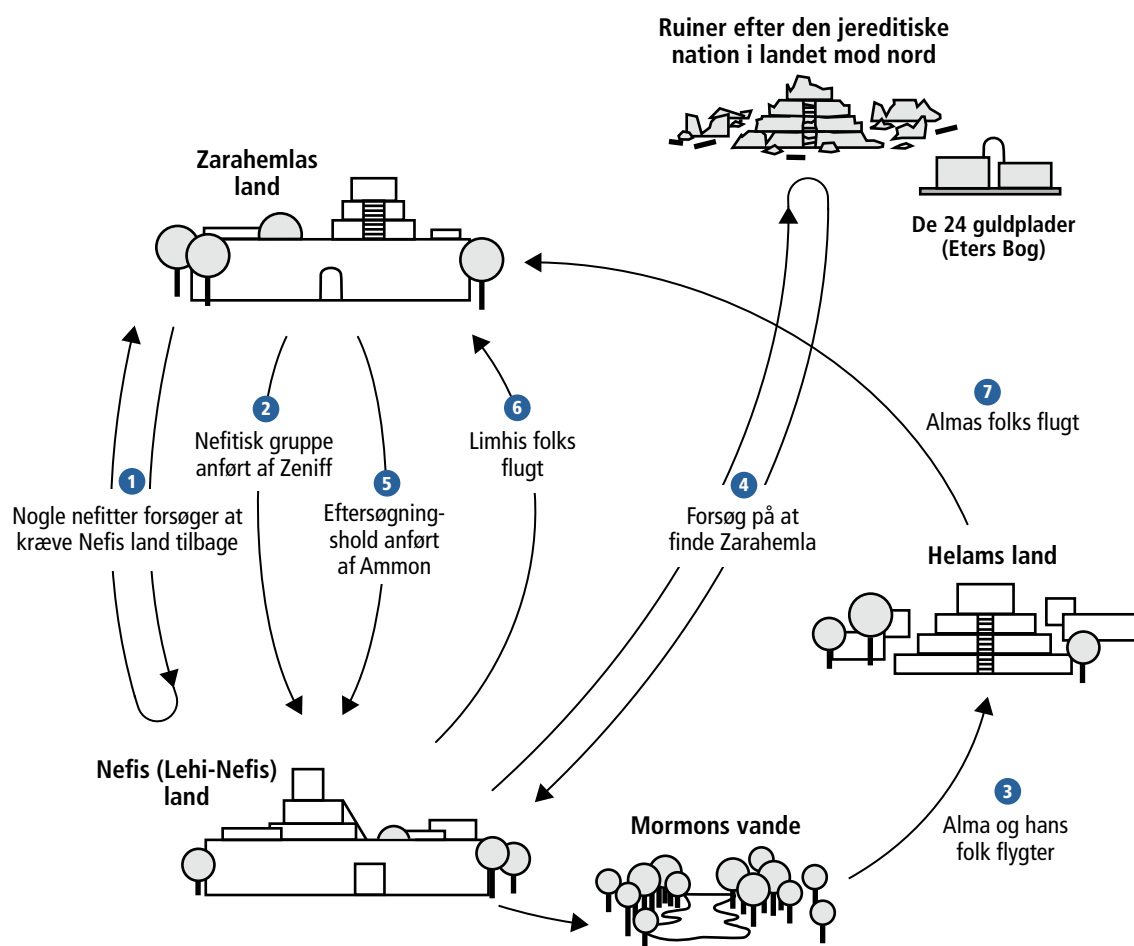 Ruiner efter den jereditiske
nation i landet mod nord
Zarahemlas
land
De 24 guldplader
(Eters Bog)
1
Nogle nefitter forsøger at
kræve Nefis land tilbage
2
Nefitisk gruppe
anført af Zeniff
5
Eftersøgning-
shold anført
af Ammon
6
Limhis folks
flugt
4
Forsøg på at
finde Zarahemla
7
Almas folks flugt
Helams land
Nefis (Lehi-Nefis)
land
Mormons vande
3
Alma og hans
folk flygter